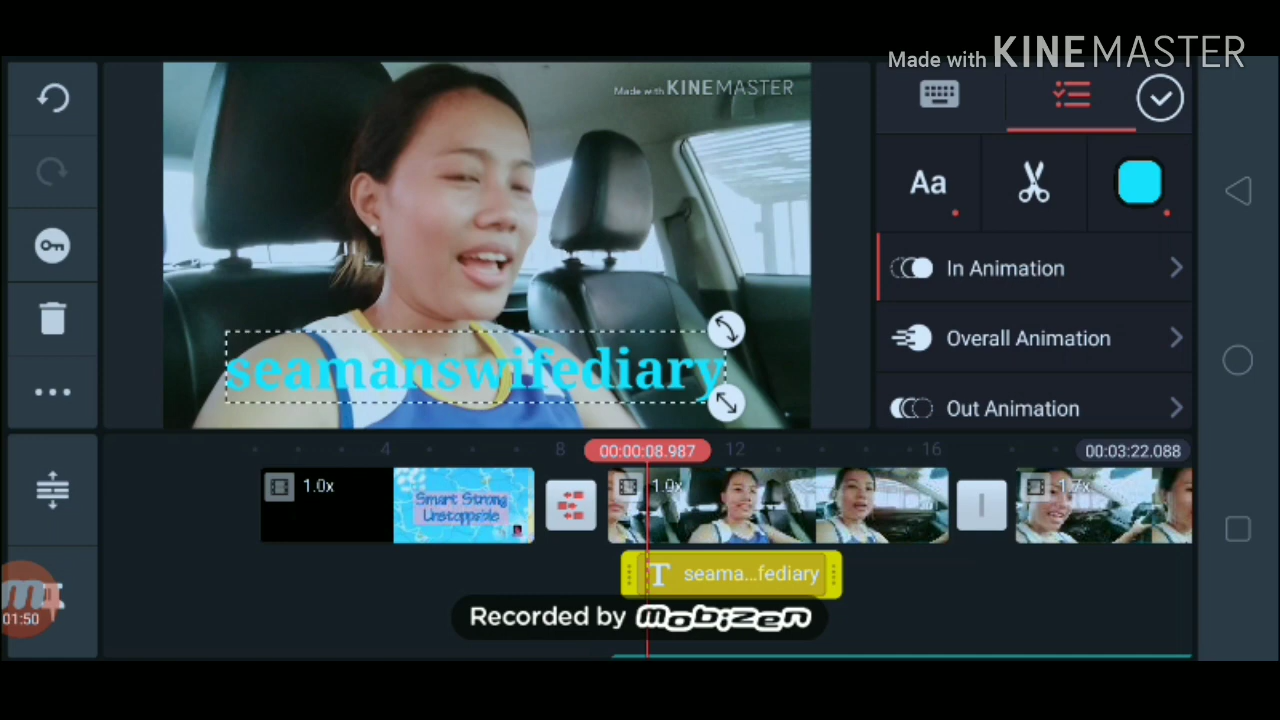 Made with KINEMASTER
Made with KINEMASTER
seamanswifediary
Aa
In Animation
Overall Animation
Out Animation
4
8
00:00:08.987
12
16
00:03:22.088
1.0x
Smart Strong
Unstoppable
1.0x
1.7x
T seama...fediary
01:50
Recorded by mobizen